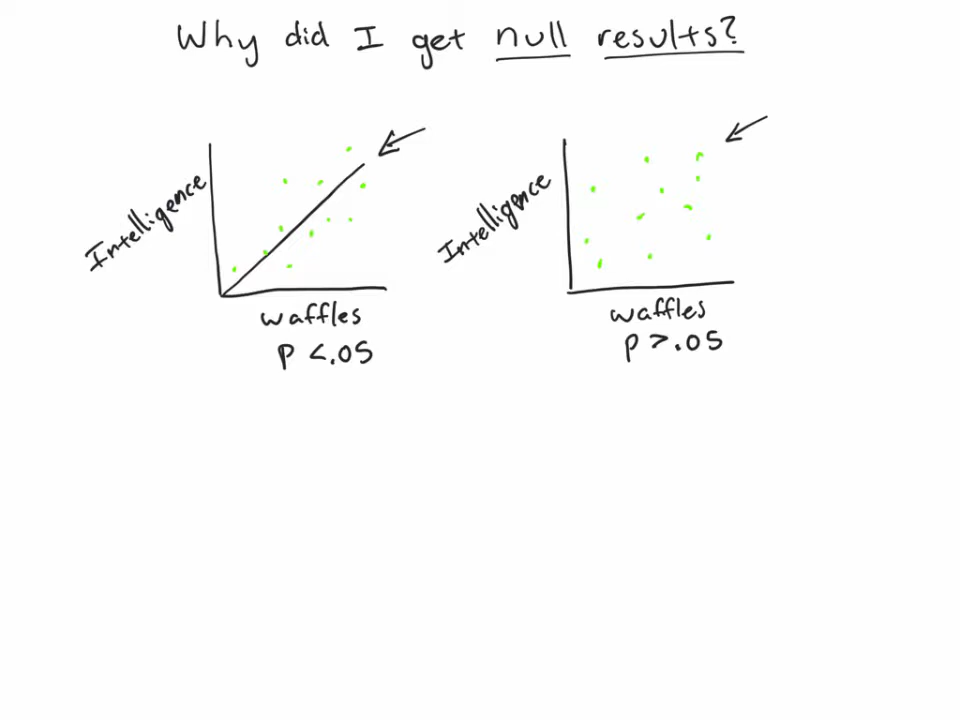 Why did I get null results?
Intelligence
waffles
p <.05
Intelligence
waffles
p >.05